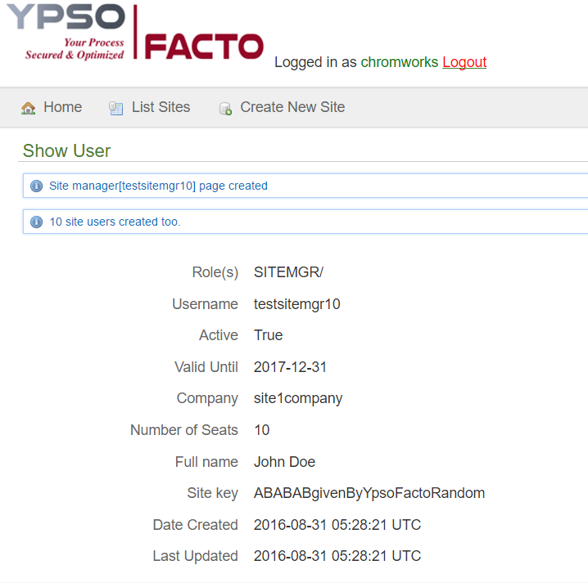 YPSO
Your Process
Secured & Optimized
FACTO
Logged in as chromworks Logout
Home List Sites Create New Site
Show User
Site manager[testsitemgr10] page created
10 site users created too.
Role(s) SITEMGR/
Username testsitemgr10
Active True
Valid Until 2017-12-31
Company site1company
Number of Seats 10
Full name John Doe
Site key ABABABgivenByYpsoFactoRandom
Date Created 2016-08-31 05:28:21 UTC
Last Updated 2016-08-31 05:28:21 UTC